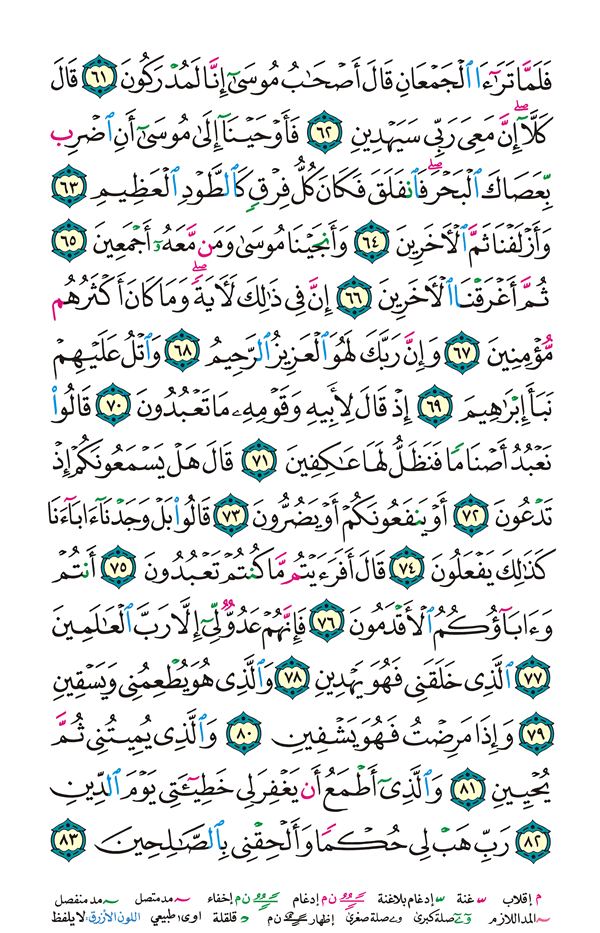 فَلَمَّا تَرَٰٓءَا ٱلْجَمْعَانِ قَالَ أَصْحَٰبُ مُوسَىٰٓ إِنَّا لَمُدْرَكُونَ ٦١ قَالَ
كَلَّآ ۖ إِنَّ مَعِىَ رَبِّى سَيَهْدِينِ ٦٢ فَأَوْحَيْنَآ إِلَىٰ مُوسَىٰٓ أَنِ ٱضْرِب
بِّعَصَاكَ ٱلْبَحْرَ ۖ فَٱنفَلَقَ فَكَانَ كُلُّ فِرْقٍ كَٱلطَّوْدِ ٱلْعَظِيمِ ٦٣
وَأَزْلَفْنَا ثَمَّ ٱلْءَاخَرِينَ ٦٤ وَأَنجَيْنَا مُوسَىٰ وَمَن مَّعَهُۥٓ أَجْمَعِينَ ٦٥
ثُمَّ أَغْرَقْنَا ٱلْءَاخَرِينَ ٦٦ إِنَّ فِى ذَٰلِكَ لَءَايَةً ۖ وَمَا كَانَ أَكْثَرُهُم
مُّؤْمِنِينَ ٦٧ وَإِنَّ رَبَّكَ لَهُوَ ٱلْعَزِيزُ ٱلرَّحِيمُ ٦٨ وَٱتْلُ عَلَيْهِمْ
نَبَأَ إِبْرَٰهِيمَ ٦٩ إِذْ قَالَ لِأَبِيهِ وَقَوْمِهِۦ مَا تَعْبُدُونَ ٧٠ قَالُوا۟
نَعْبُدُ أَصْنَامًا فَنَظَلُّ لَهَا عَٰكِفِينَ ٧١ قَالَ هَلْ يَسْمَعُونَكُمْ إِذْ
تَدْعُونَ ٧٢ أَوْ يَنفَعُونَكُمْ أَوْ يَضُرُّونَ ٧٣ قَالُوا۟ بَلْ وَجَدْنَآ ءَابَآءَنَا
كَذَٰلِكَ يَفْعَلُونَ ٧٤ قَالَ أَفَرَءَيْتُم مَّا كُنتُمْ تَعْبُدُونَ ٧٥ أَنتُمْ
وَءَابَآؤُكُمُ ٱلْأَقْدَمُونَ ٧٦ فَإِنَّهُمْ عَدُوٌّ لِّىٓ إِلَّا رَبَّ ٱلْعَٰلَمِينَ
٧٧ ٱلَّذِى خَلَقَنِى فَهُوَ يَهْدِينِ ٧٨ وَٱلَّذِى هُوَ يُطْعِمُنِى وَيَسْقِينِ
٧٩ وَإِذَا مَرِضْتُ فَهُوَ يَشْفِينِ ٨٠ وَٱلَّذِى يُمِيتُنِى ثُمَّ
يُحْيِينِ ٨١ وَٱلَّذِىٓ أَطْمَعُ أَن يَغْفِرَ لِى خَطِيٓـَٔتِى يَوْمَ ٱلدِّينِ
٨٢ رَبِّ هَبْ لِى حُكْمًا وَأَلْحِقْنِى بِٱلصَّٰلِحِينَ ٨٣
م إقلاب غنة إدغام بلاغنة ن م إدغام ن م إخفاء مد متصل مد منفصل
المد اللازم صلة كبرى صلة صغرى إظهار ن م قلقلة اوى طبيعي اللون الأزرق: لا يلفظ